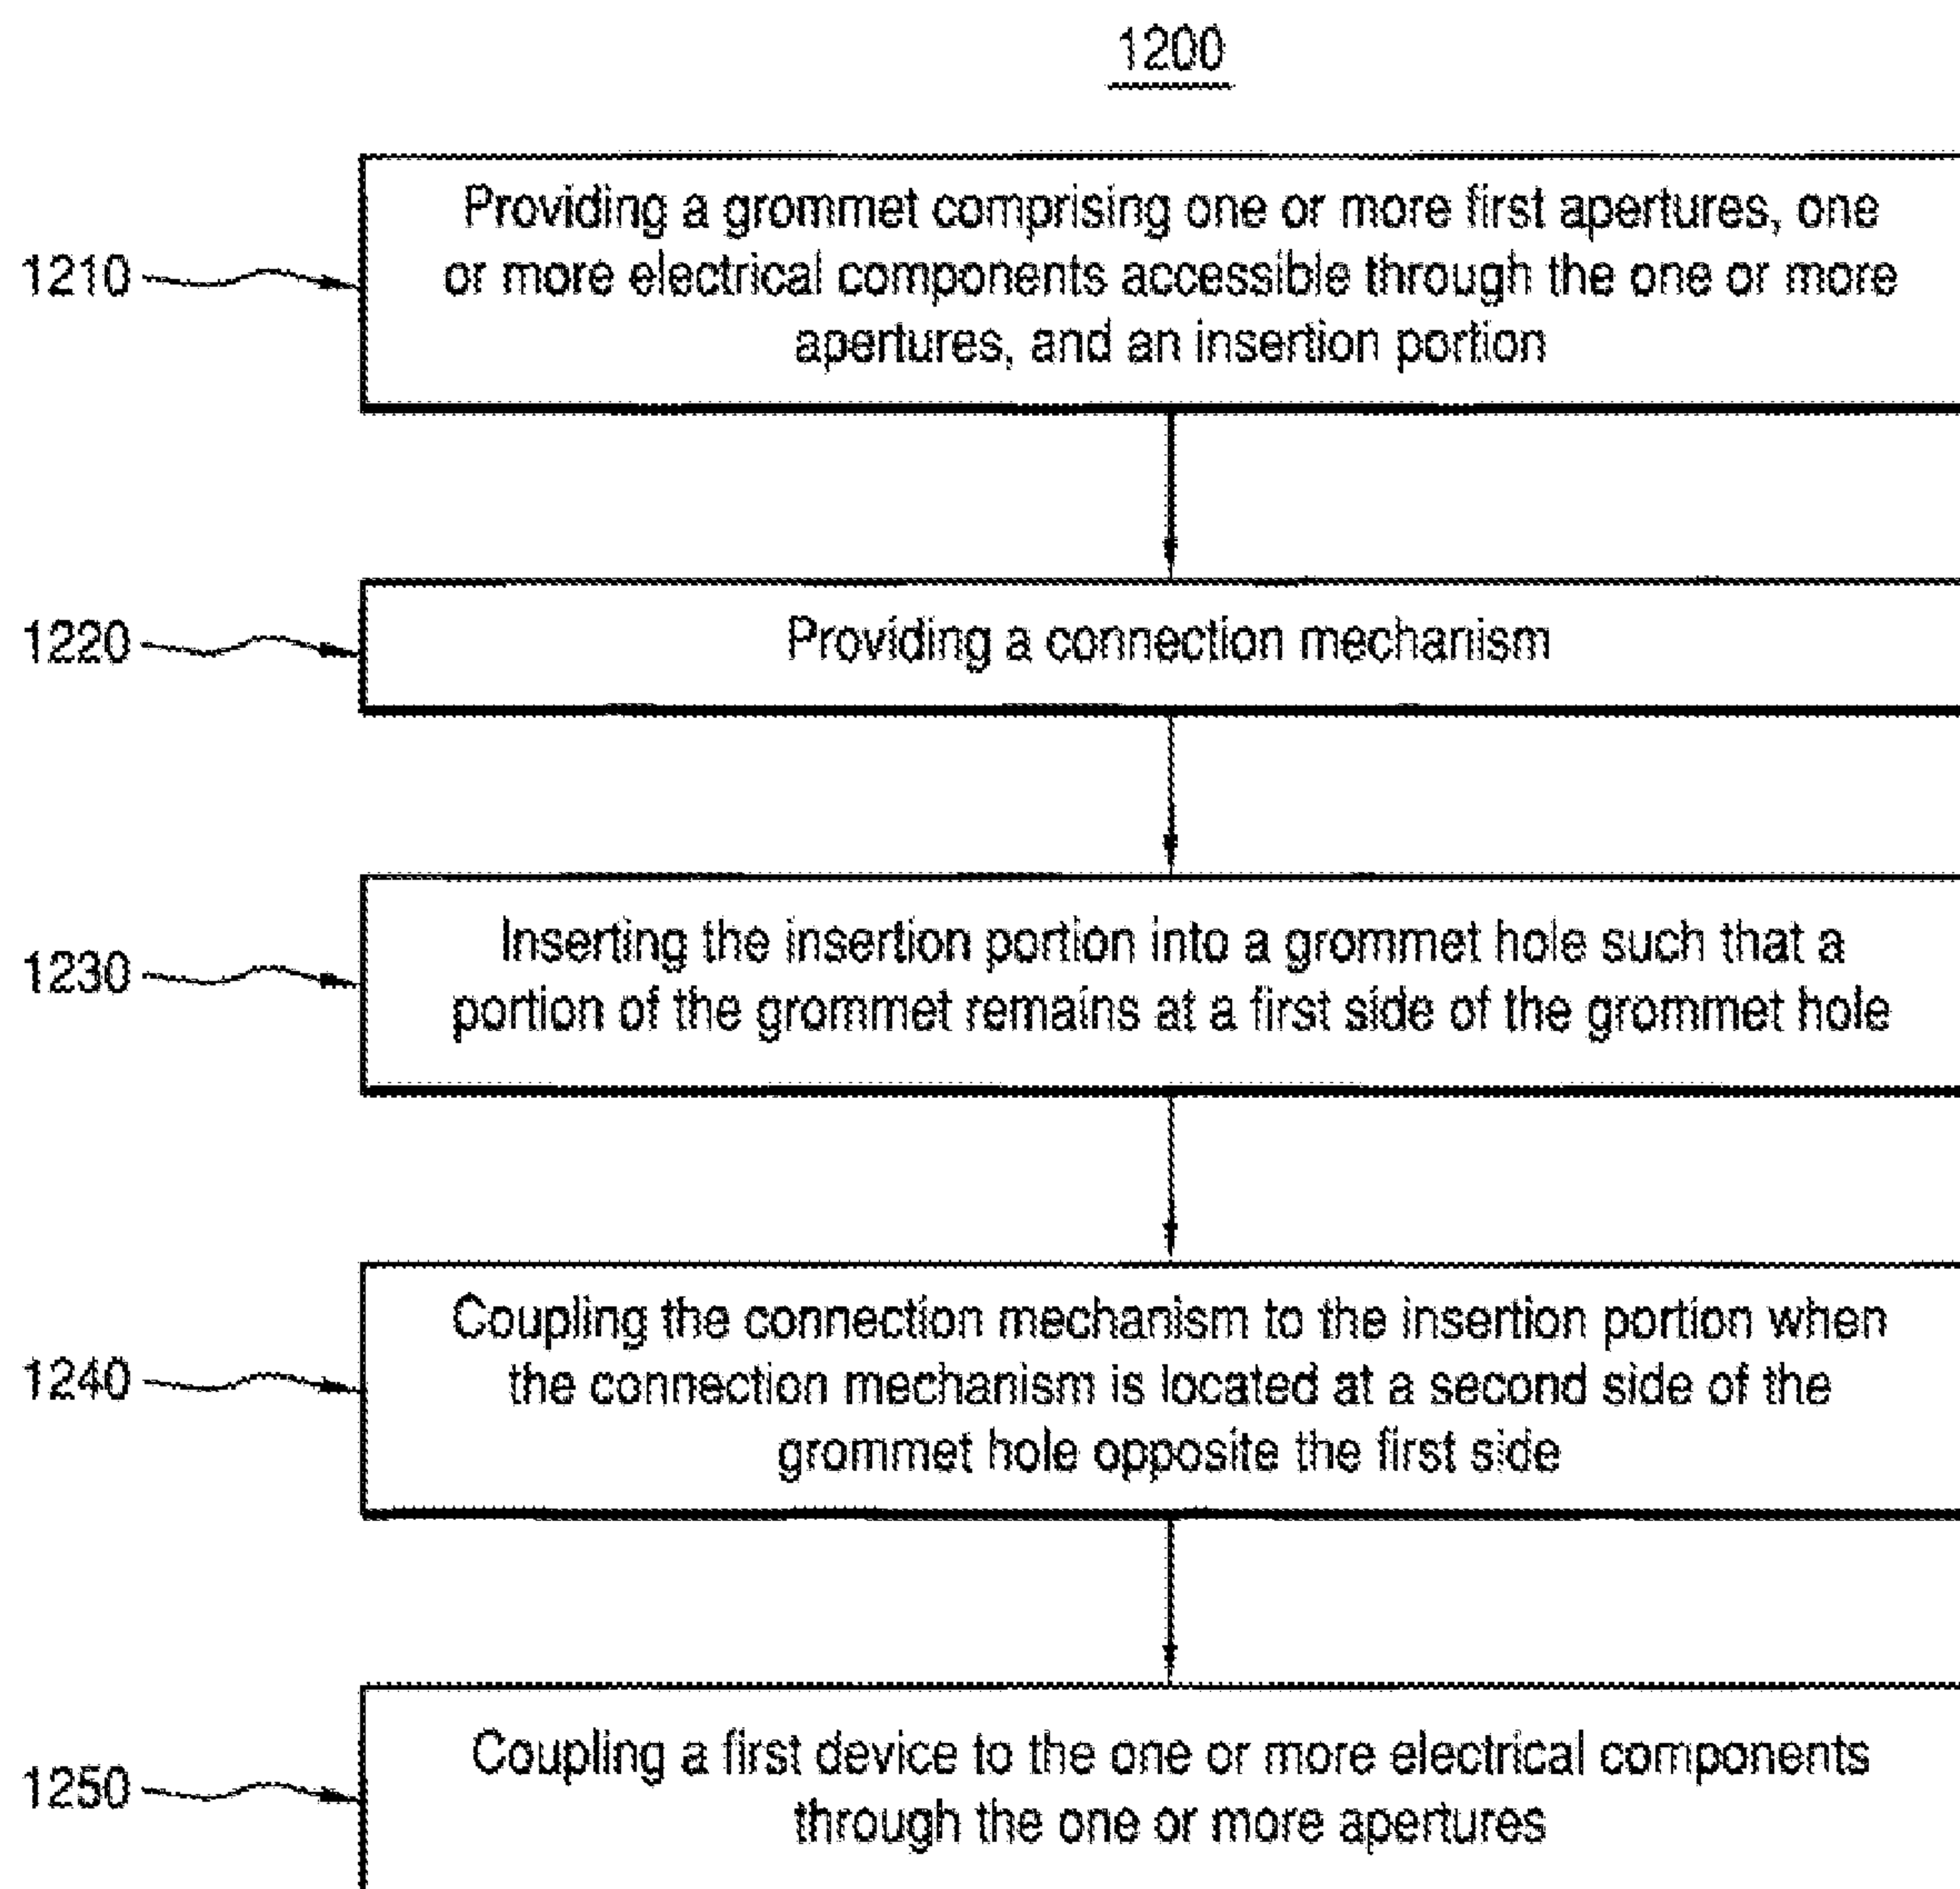 1200
Providing a grommet comprising one or more first apertures, one
or more electrical components accessible through the one or more
apertures, and an insertion portion
1210
Providing a connection mechanism
1220
Inserting the insertion portion into a grommet hole such that a
portion of the grommet remains at a first side of the grommet hole
1230
Coupling the connection mechanism to the insertion portion when
the connection mechanism is located at a second side of the
grommet hole opposite the first side
1240
Coupling a first device to the one or more electrical components
through the one or more apertures
1250